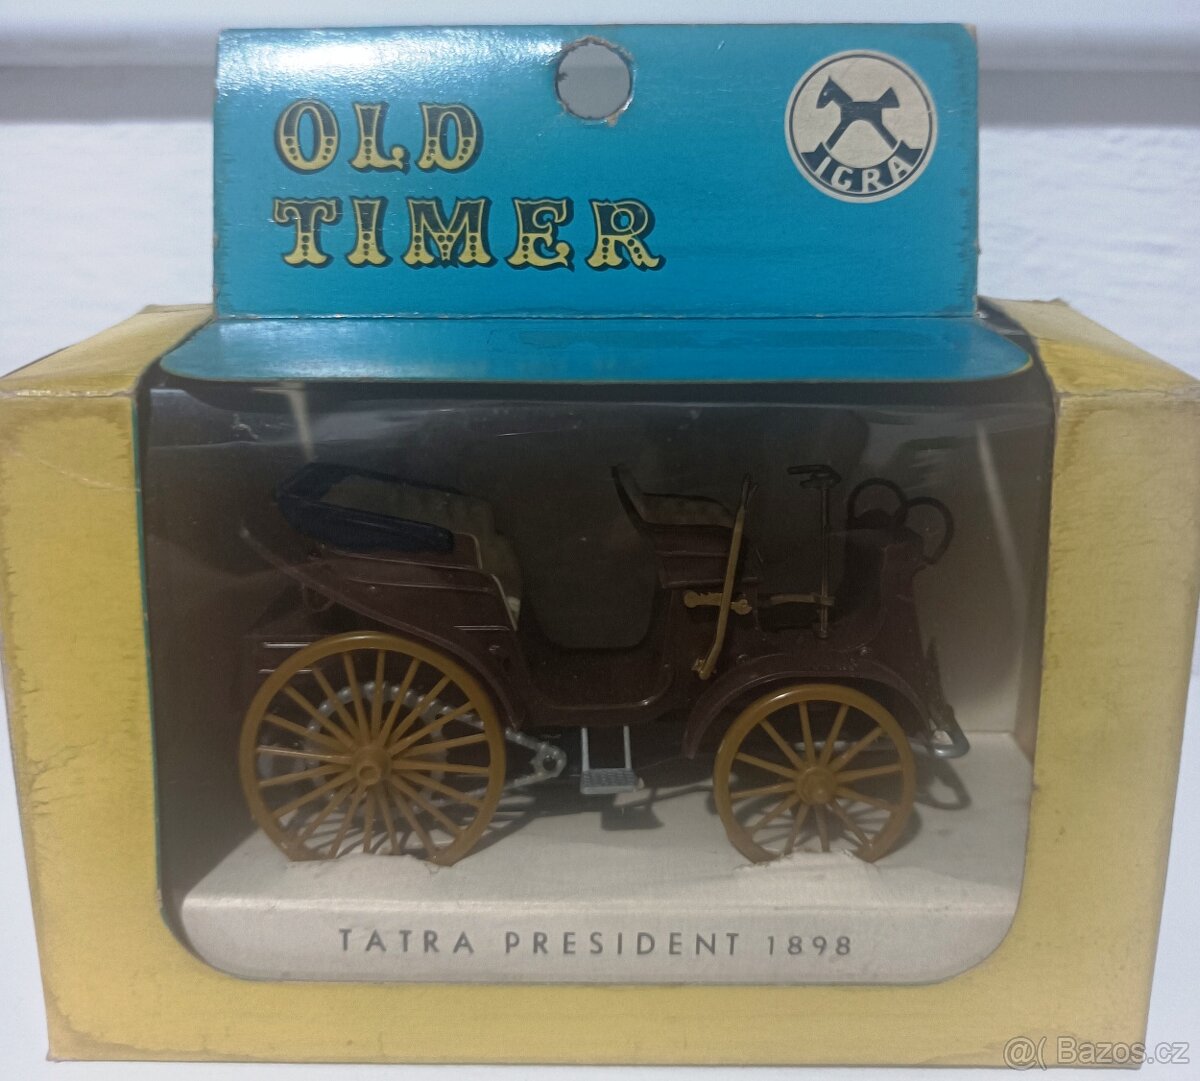 OLD
TIMER
IGRA
TATRA PRESIDENT 1898
@( Bazos.cz